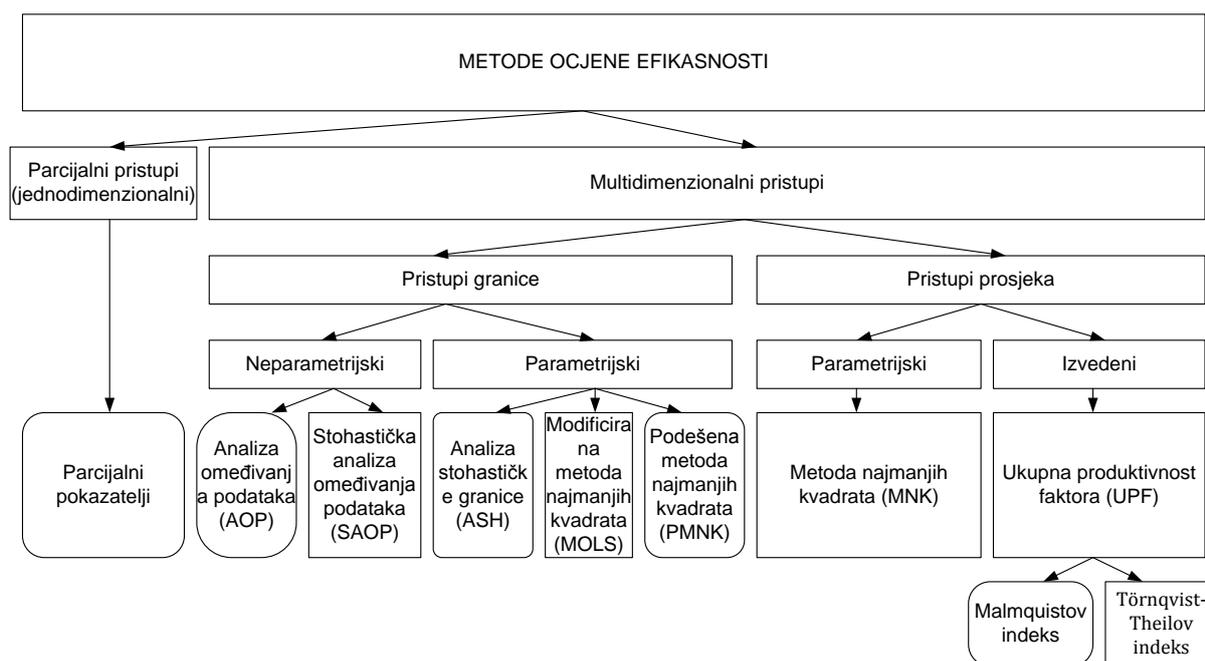 METODE OCJENE EFIKASNOSTI
Parcijalni pristupi
(jednodimenzionalni)
Multidimenzionalni pristupi
Pristupi granice
Pristupi prosjeka
Neparametrijski
Parametrijski
Parametrijski
Izvedeni
Parcijalni
pokazatelji
Analiza
omeđivanj
a podataka
(AOP)
Stohastička
analiza
omeđivanja
podataka
(SAOP)
Analiza
stohastičk
e granice
(ASH)
Modificira
na
metoda
najmanjih
kvadrata
(MOLS)
Podešena
metoda
najmanjih
kvadrata
(PMNK)
Metoda najmanjih
kvadrata (MNK)
Ukupna produktivnost
faktora (UPF)
Malmquistov
indeks
Törnqvist-
Theilov
indeks